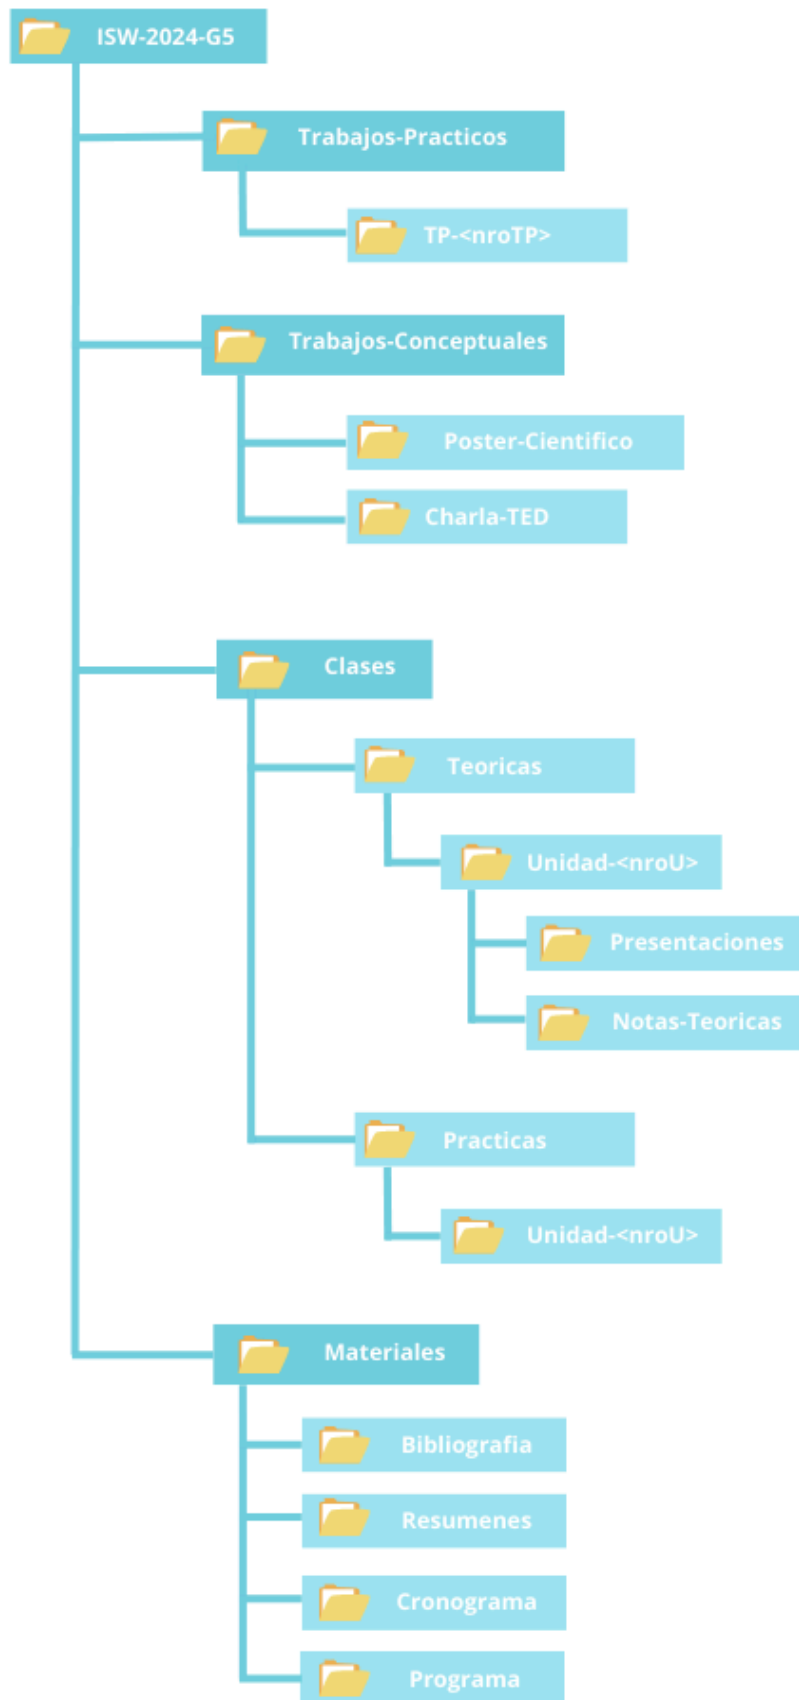 ISW-2024-G5
Trabajos-Practicos
TP-<nroTP>
Trabajos-Conceptuales
Poster-Cientifico
Charla-TED
Clases
Teoricas
Unidad-<nroU>
Presentaciones
Notas-Teoricas
Practicas
Unidad-<nroU>
Materiales
Bibliografia
Resumenes
Cronograma
Programa